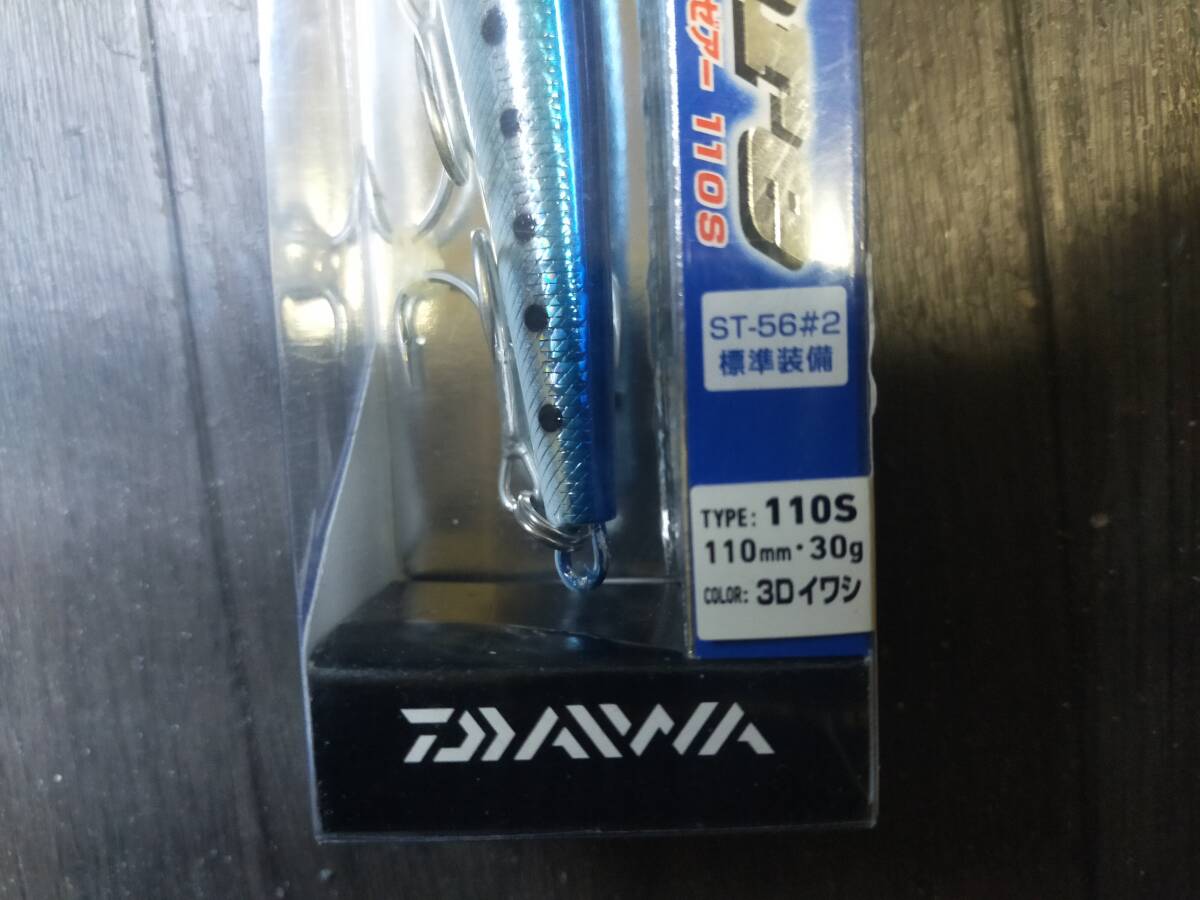 ゼアー 110S
ST-56#2
標準装備
TYPE: 110S
110mm・30g
COLOR: 3Dイワシ
DAIWA